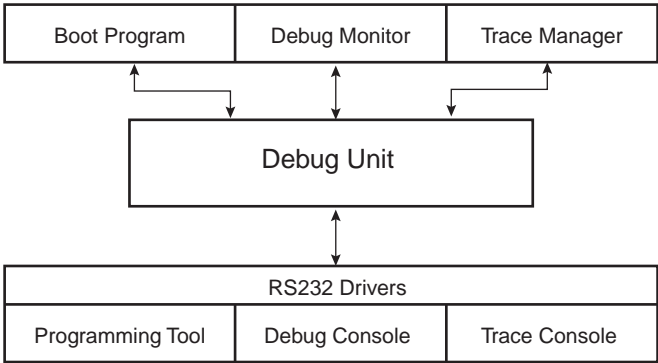 Boot Program
Debug Monitor
Trace Manager
Debug Unit
RS232 Drivers
Programming Tool
Debug Console
Trace Console